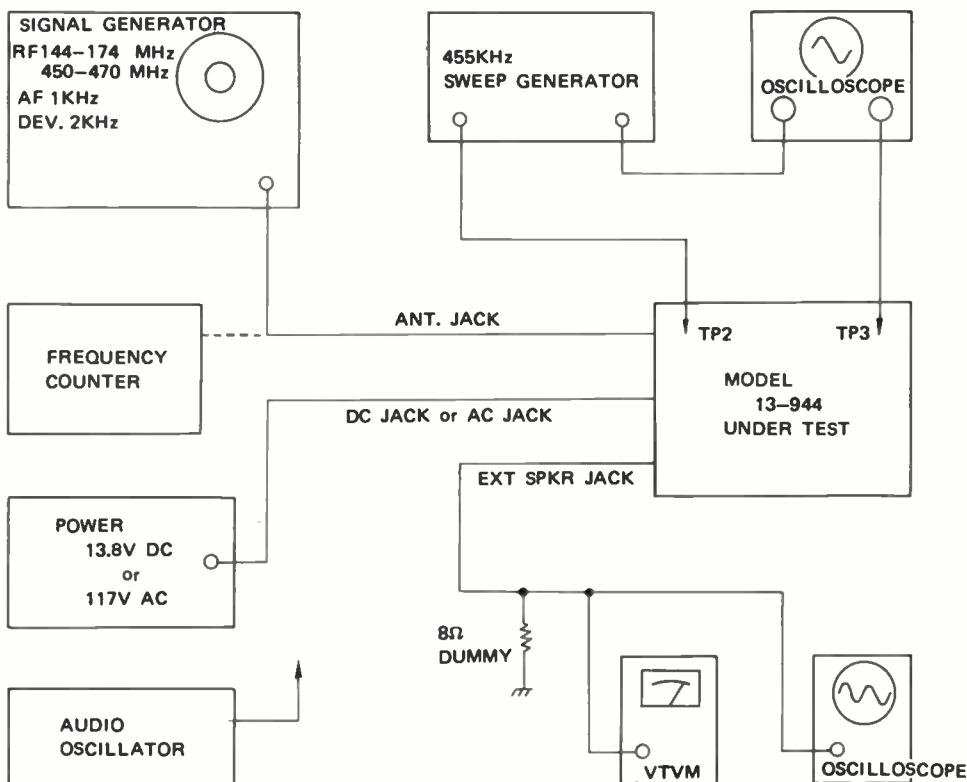 SIGNAL GENERATOR
RF144–174 MHz
450–470 MHz
AF 1KHz
DEV. 2KHz
455KHz
SWEEP GENERATOR
OSCILLOSCOPE
ANT. JACK
TP2
TP3
FREQUENCY
COUNTER
MODEL
13–944
UNDER TEST
DC JACK or AC JACK
EXT SPKR JACK
POWER
13.8V DC
or
117V AC
8Ω
DUMMY
AUDIO
OSCILLATOR
VTVM
OSCILLOSCOPE